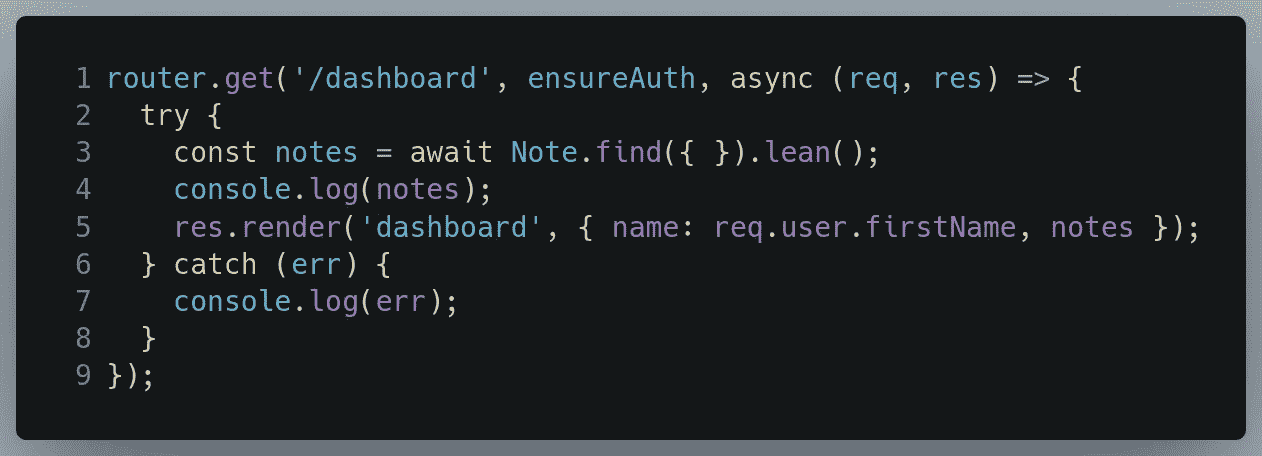 1 router.get('/dashboard', ensureAuth, async (req, res) => {
2   try {
3     const notes = await Note.find({ }).lean();
4     console.log(notes);
5     res.render('dashboard', { name: req.user.firstName, notes });
6   } catch (err) {
7     console.log(err);
8   }
9 });